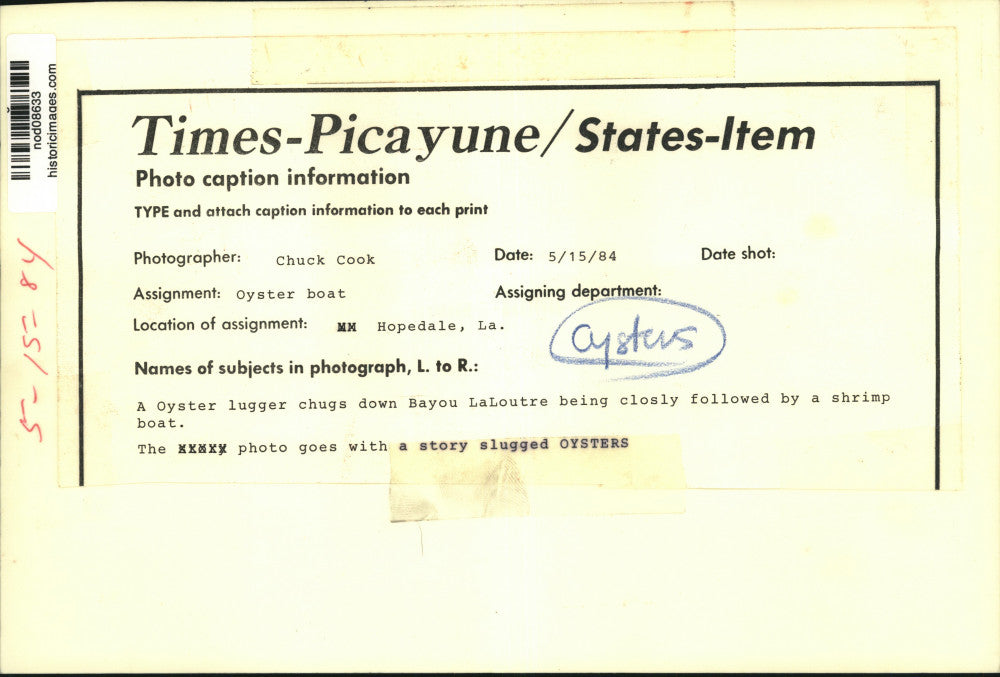 Times-Picayune/States-Item
Photo caption information
TYPE and attach caption information to each print
Photographer: Chuck Cook Date: 5/15/84 Date shot:
Assignment: Oyster boat Assigning department:
Location of assignment: Hopedale, La.
Oysters
Names of subjects in photograph, L. to R.:
A Oyster lugger chugs down Bayou LaLoutre being closly followed by a shrimp
boat.
The photo goes with a story slugged OYSTERS
nod08633
historicimages.com
5-15-84